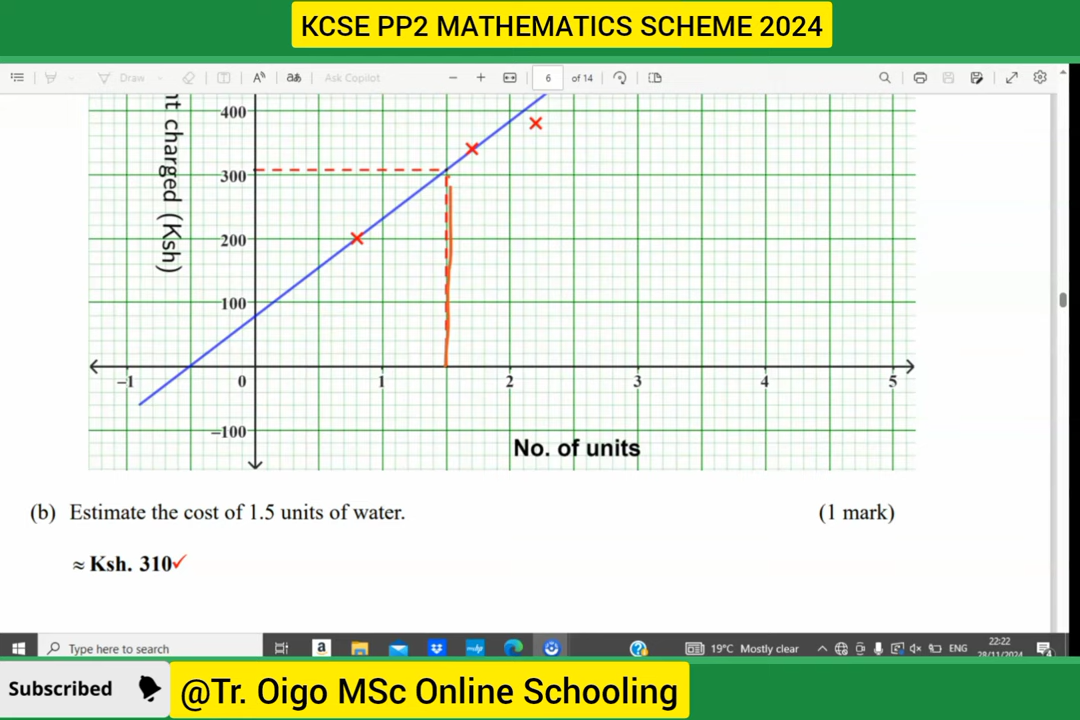 KCSE PP2 MATHEMATICS SCHEME 2024
Draw
Ask Copilot
6 of 14
nt charged (Ksh)
400
300
200
100
0
−100
−1
1
2
3
4
5
No. of units
(b) Estimate the cost of 1.5 units of water. (1 mark)
≈ Ksh. 310✓
Type here to search
19°C Mostly clear
ENG
22:22
28/11/2024
Subscribed
@Tr. Oigo MSc Online Schooling